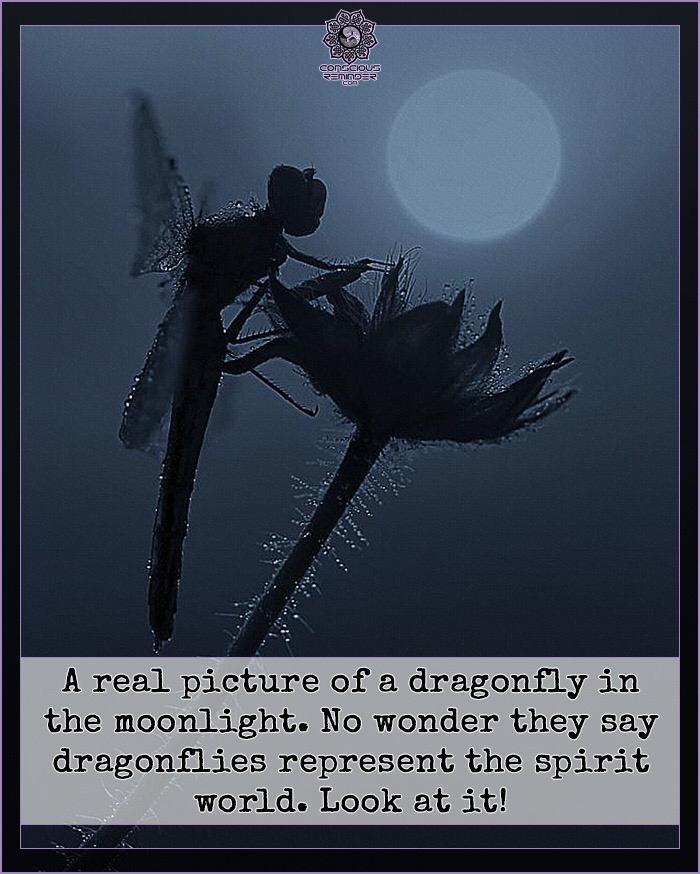 CONSCIOUS
REMINDER
.COM
A real picture of a dragonfly in
the moonlight. No wonder they say
dragonflies represent the spirit
world. Look at it!